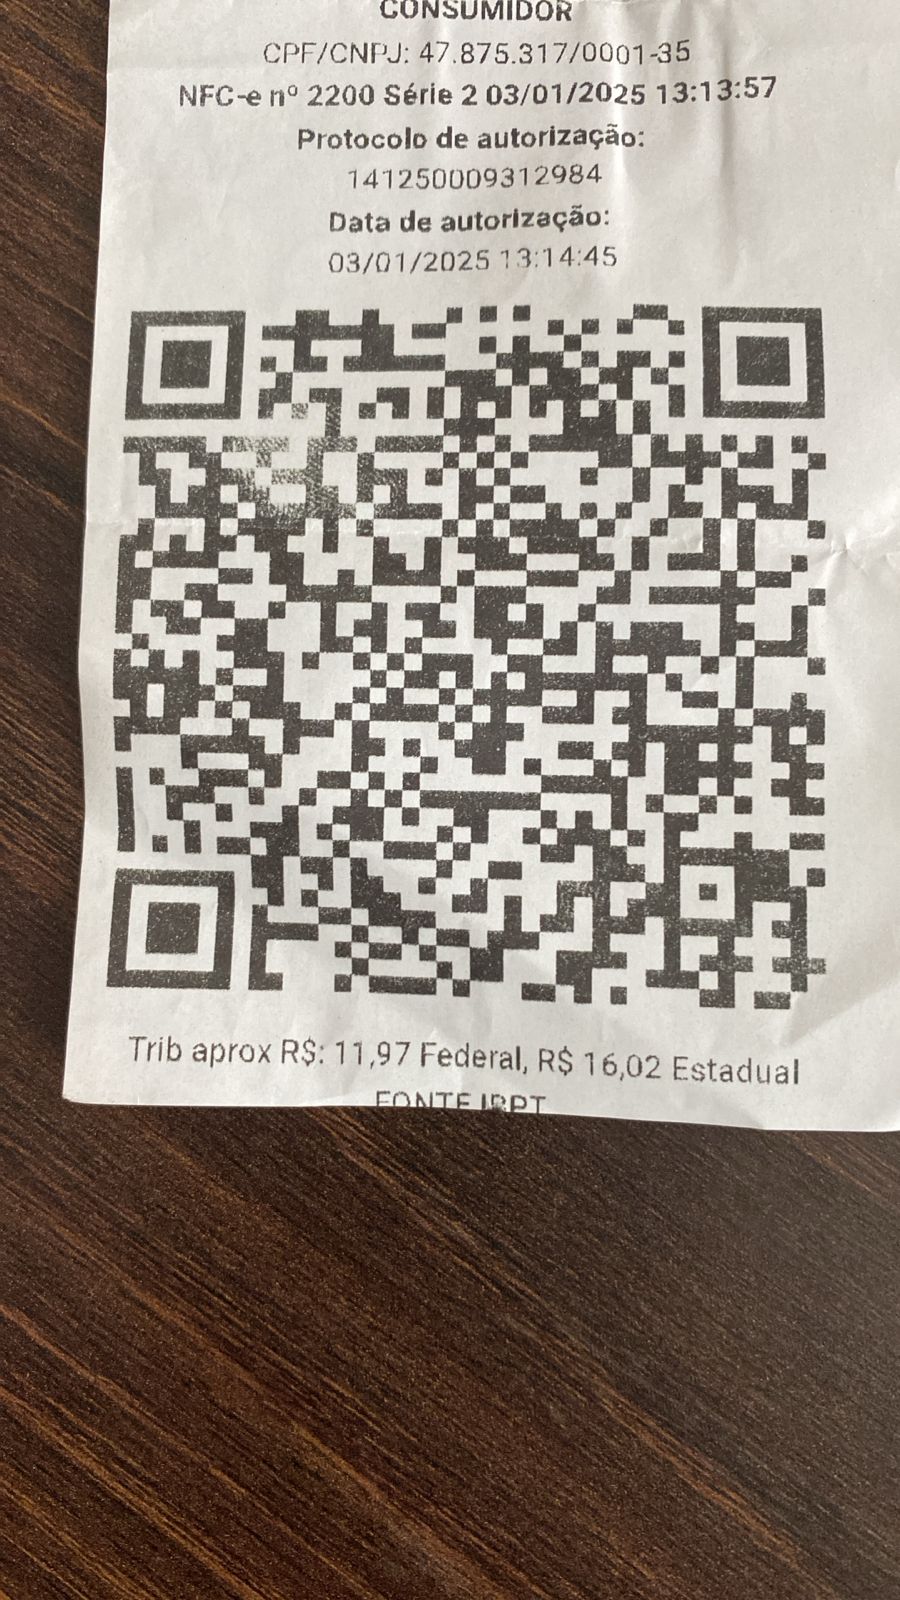 CONSUMIDOR
CPF/CNPJ: 47.875.317/0001-35
NFC-e nº 2200 Série 2 03/01/2025 13:13:57
Protocolo de autorização:
141250009312984
Data de autorização:
03/01/2025 13:14:45
Trib aprox R$: 11,97 Federal, R$ 16,02 Estadual
FONTE IBPT